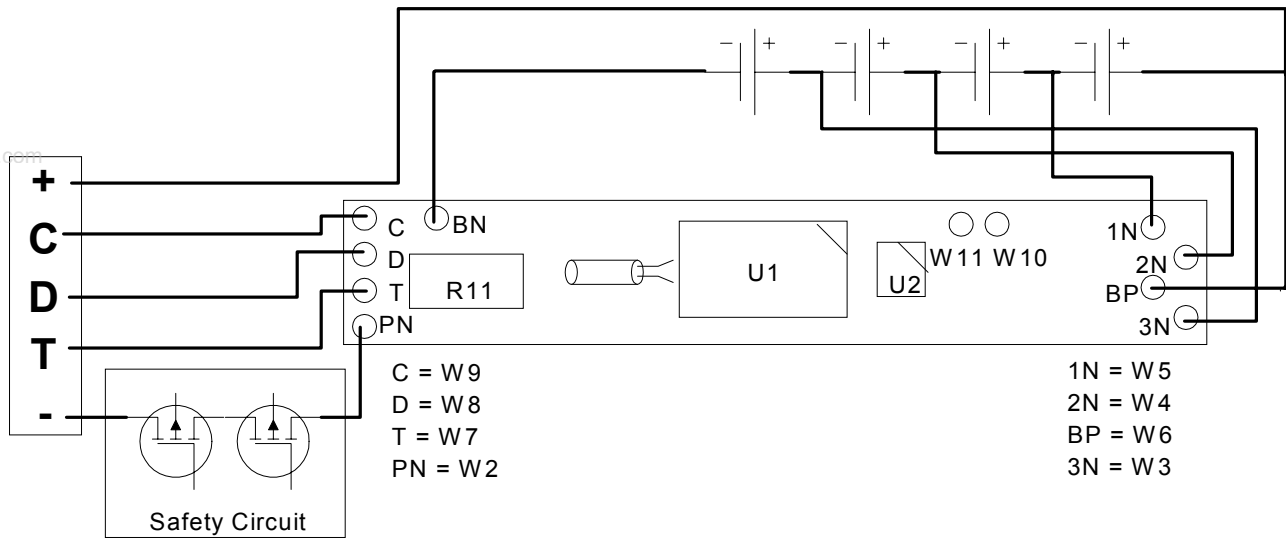 - + - + - + - +
com
+
C
D
T
-
C
D
T
PN
BN
R11
U1
U2
W11 W10
1N
2N
BP
3N
C = W9
D = W8
T = W7
PN = W2
1N = W5
2N = W4
BP = W6
3N = W3
Safety Circuit